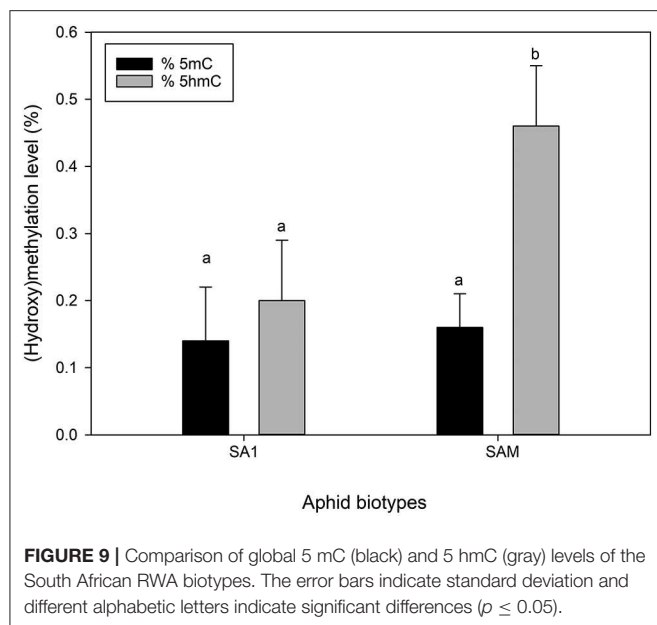 0.6
0.5
0.4
0.3
0.2
0.1
0.0
(Hydroxy)methylation level (%)
% 5mC
% 5hmC
a
a
a
b
SA1
SAM
Aphid biotypes
FIGURE 9 | Comparison of global 5 mC (black) and 5 hmC (gray) levels of the
South African RWA biotypes. The error bars indicate standard deviation and
different alphabetic letters indicate significant differences (p ≤ 0.05).